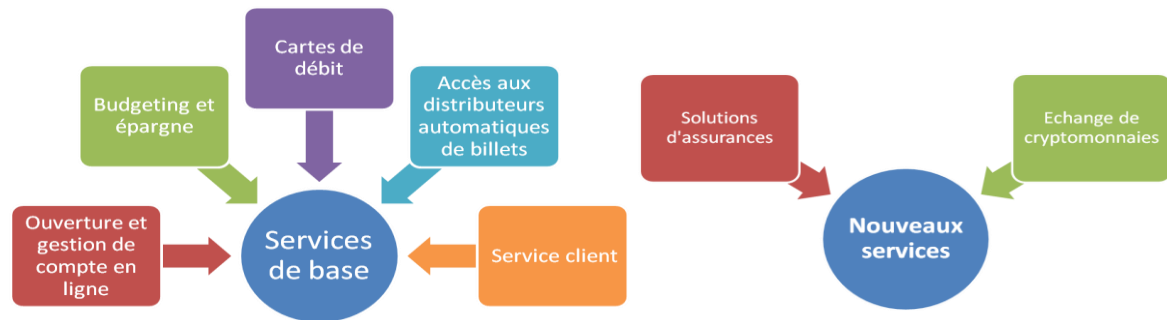 Cartes de
débit
Budgeting et
épargne
Accès aux
distributeurs
automatiques
de billets
Ouverture et
gestion de
compte en
ligne
Services
de base
Service client
Solutions
d'assurances
Echange de
cryptomonnaies
Nouveaux
services